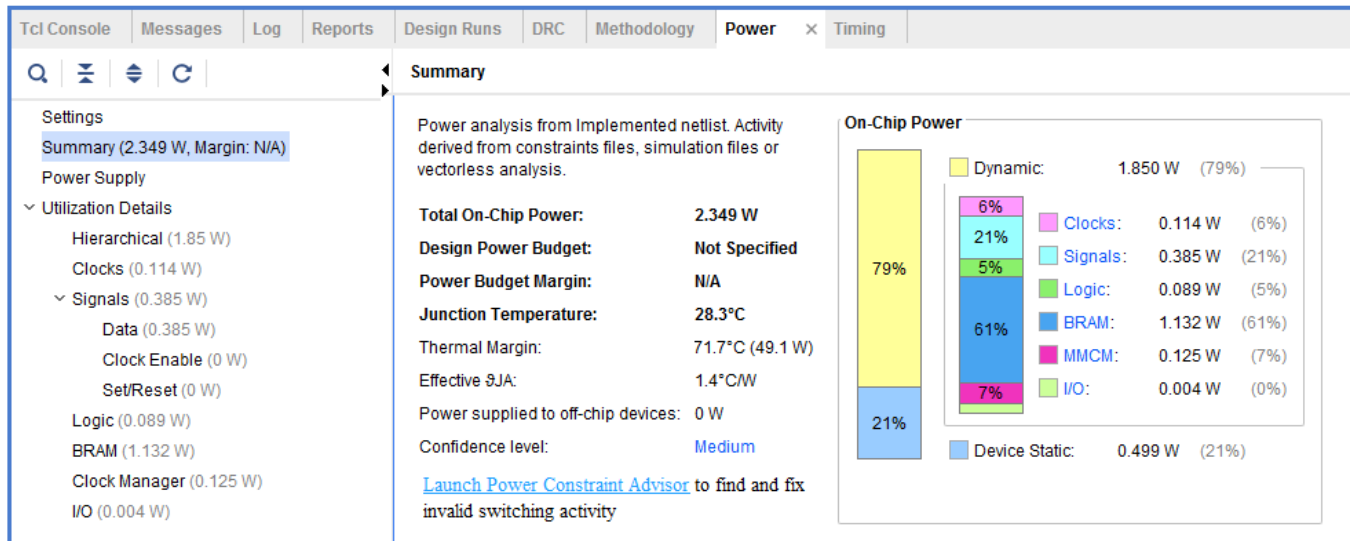 Tcl Console Messages Log Reports Design Runs DRC Methodology Power × Timing
Summary
Settings
Summary (2.349 W, Margin: N/A)
Power Supply
Utilization Details
Hierarchical (1.85 W)
Clocks (0.114 W)
Signals (0.385 W)
Data (0.385 W)
Clock Enable (0 W)
Set/Reset (0 W)
Logic (0.089 W)
BRAM (1.132 W)
Clock Manager (0.125 W)
I/O (0.004 W)
Power analysis from Implemented netlist. Activity
derived from constraints files, simulation files or
vectorless analysis.
Total On-Chip Power: 2.349 W
Design Power Budget: Not Specified
Power Budget Margin: N/A
Junction Temperature: 28.3°C
Thermal Margin: 71.7°C (49.1 W)
Effective ϑJA: 1.4°C/W
Power supplied to off-chip devices: 0 W
Confidence level: Medium
Launch Power Constraint Advisor to find and fix
invalid switching activity
On-Chip Power
79%
21%
Dynamic: 1.850 W (79%)
6%
21%
5%
61%
7%
Clocks: 0.114 W (6%)
Signals: 0.385 W (21%)
Logic: 0.089 W (5%)
BRAM: 1.132 W (61%)
MMCM: 0.125 W (7%)
I/O: 0.004 W (0%)
Device Static: 0.499 W (21%)